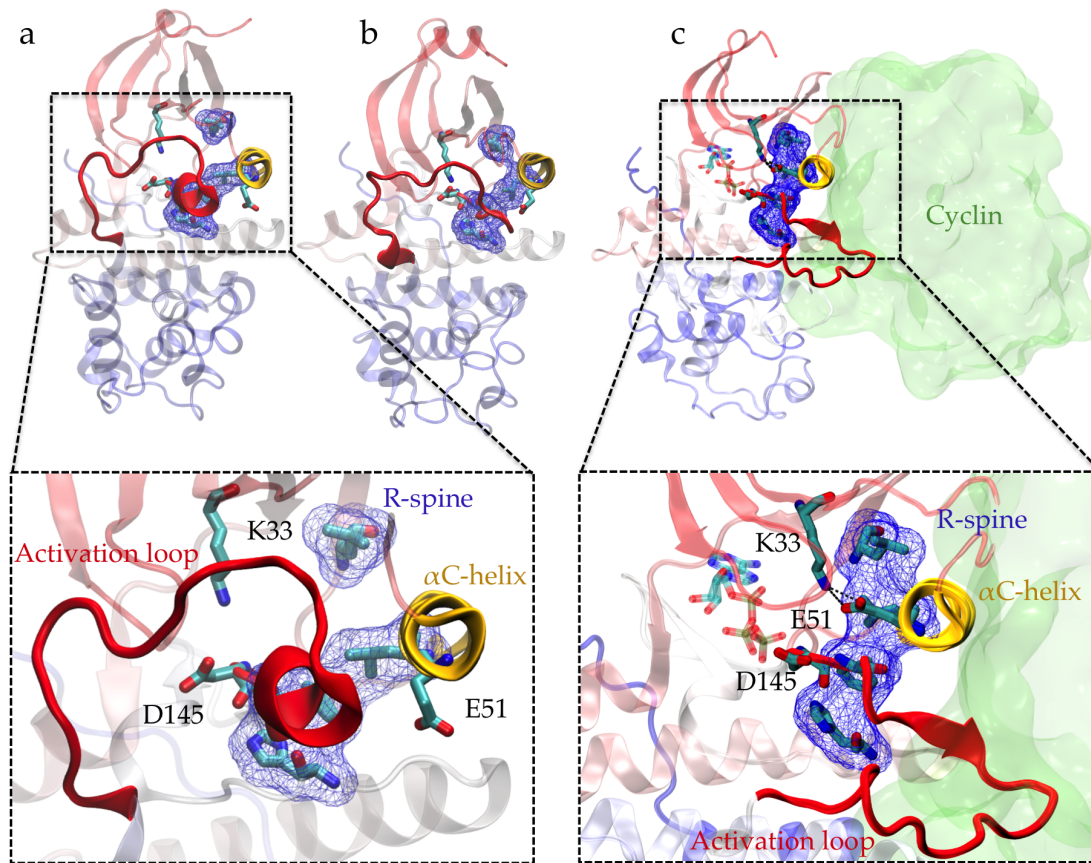 a
b
c
Cyclin
R-spine
K33
Activation loop
αC-helix
D145
E51
R-spine
K33
αC-helix
E51
D145
Activation loop